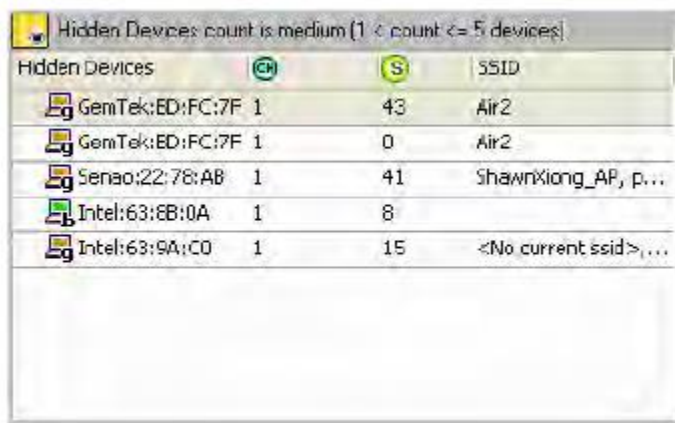 Hidden Devices count is medium (1 < count <= 5 devices)
Hidden Devices CH S SSID
g GemTek:ED:FC:7F 1 43 Air2
g GemTek:ED:FC:7F 1 0 Air2
g Senao:22:78:AB 1 41 ShawnXiong_AP, p...
b Intel:63:8B:0A 1 8
g Intel:63:9A:C0 1 15 <No current ssid>,...